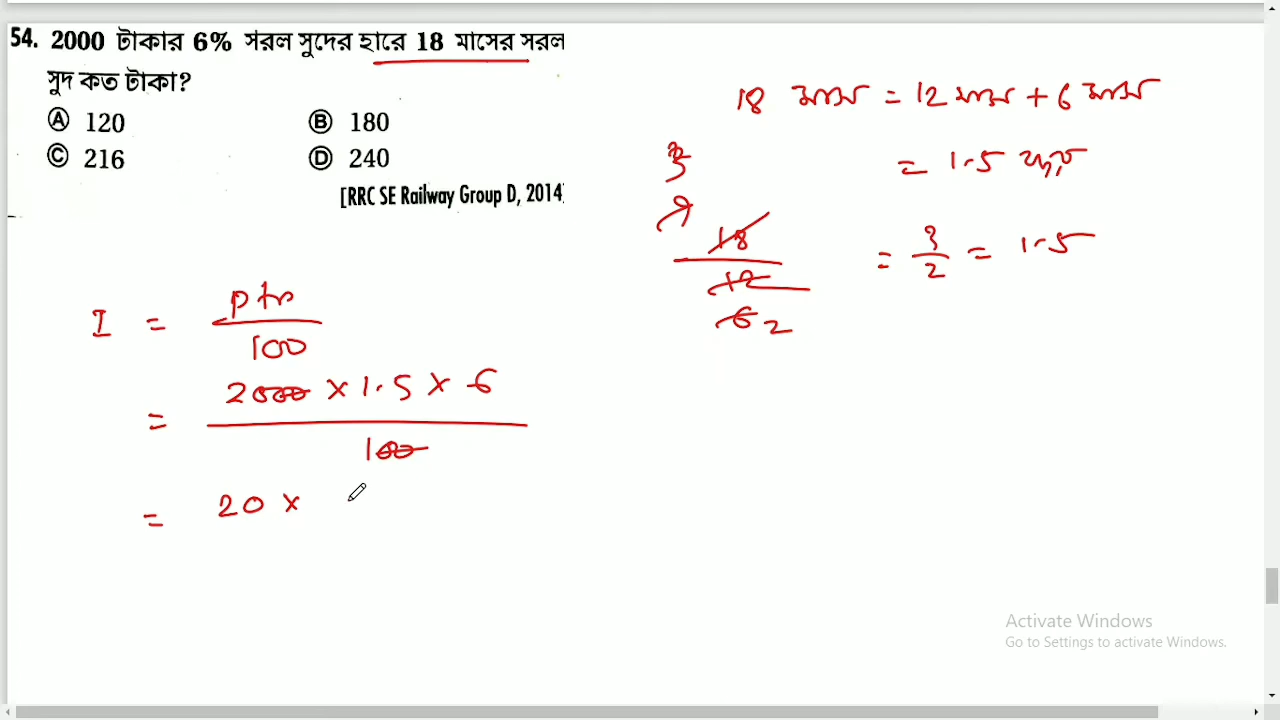 54. 2000 টাকার 6% সরল সুদের হারে 18 মাসের সরল
সুদ কত টাকা?
Ⓐ 120
Ⓑ 180
Ⓒ 216
Ⓓ 240
[RRC SE Railway Group D, 2014]
18 মাস = 12 মাস + 6 মাস
= 1.5 বছর
3
18
12
6 2
= 3/2 = 1.5
I = ptr/100
= 2000 × 1.5 × 6
100
= 20 ×
Activate Windows
Go to Settings to activate Windows.